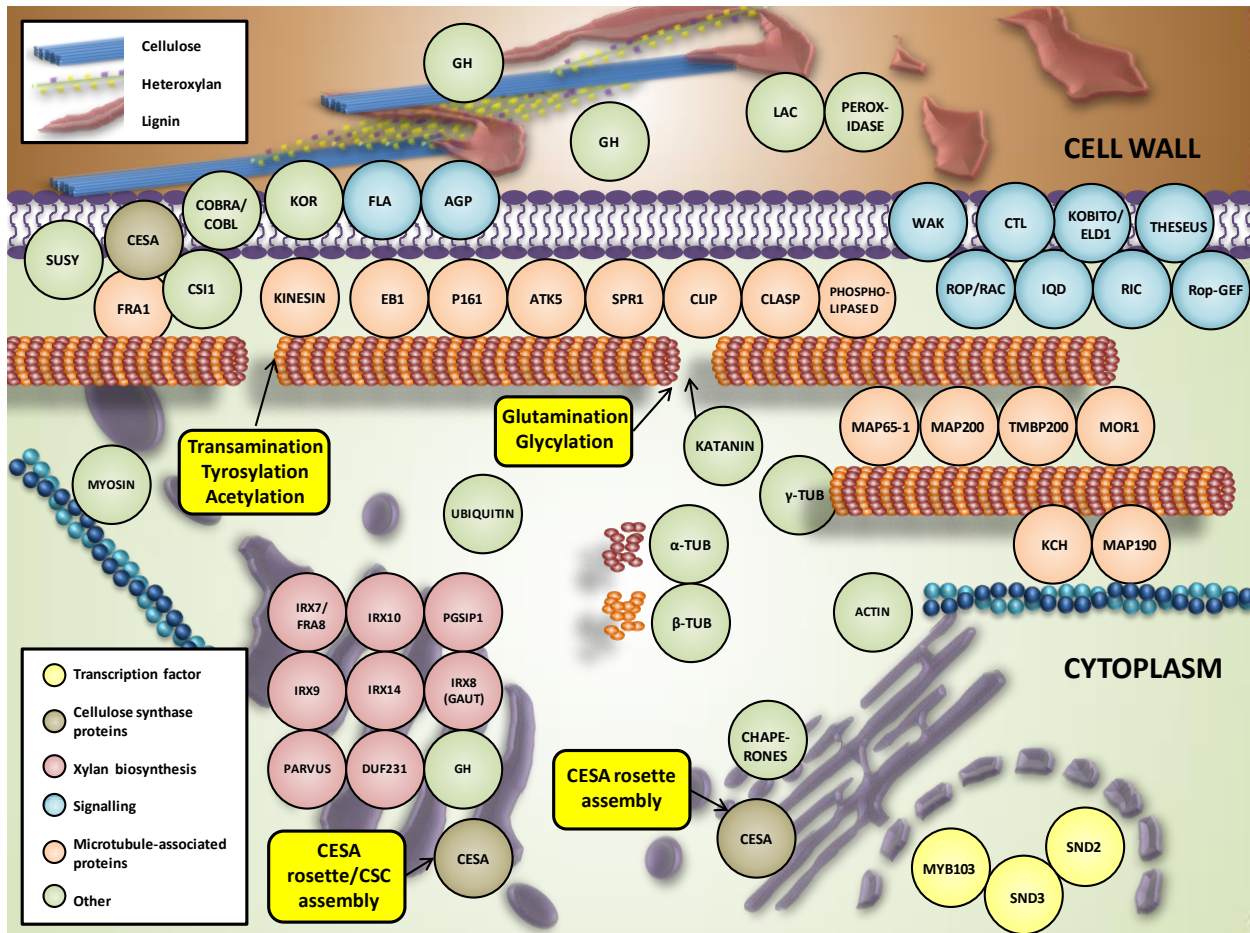 Cellulose
Heteroxylan
Lignin
GH
GH
LAC
PEROX-
IDASE
CELL WALL
COBRA/
COBL
KOR
FLA
AGP
SUSY
CESA
CSI1
FRA1
WAK
CTL
KOBITO/
ELD1
THESEUS
ROP/RAC
IQD
RIC
Rop-GEF
KINESIN
EB1
P161
ATK5
SPR1
CLIP
CLASP
PHOSPHO-
LIPASE D
Transamination
Tyrosylation
Acetylation
Glutamination
Glycylation
KATANIN
MAP65-1
MAP200
TMBP200
MOR1
MYOSIN
UBIQUITIN
γ-TUB
α-TUB
β-TUB
KCH
MAP190
ACTIN
IRX7/
FRA8
IRX10
PGSIP1
IRX9
IRX14
IRX8
(GAUT)
PARVUS
DUF231
GH
CYTOPLASM
Transcription factor
Cellulose synthase
proteins
Xylan biosynthesis
Signalling
Microtubule-associated
proteins
Other
CESA
rosette/CSC
assembly
CESA
CESA rosette
assembly
CHAPE-
RONES
CESA
MYB103
SND3
SND2